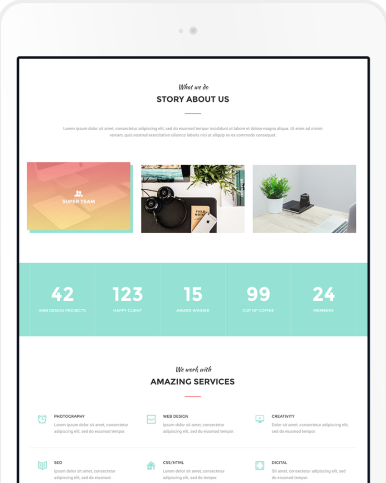 What we do
STORY ABOUT US
Lorem ipsum dolor sit amet, consectetur adipiscing elit, sed do eiusmod tempor incididunt ut labore et dolore magna aliqua. Ut enim ad minim
veniam, quis nostrud exercitation ullamco laboris nisi ut aliquip ex ea commodo consequat.
SUPER TEAM
42
123
15
99
24
WEB DESIGN PROJECTS
HAPPY CLIENT
AWARD WINNER
CUP OF COFFEE
MEMBERS
We work with
AMAZING SERVICES
PHOTOGRAPHY
Lorem ipsum dolor sit amet, consectetur
adipiscing elit, sed do eiusmod tempor.
WEB DESIGN
Lorem ipsum dolor sit amet, consectetur
adipiscing elit, sed do eiusmod tempor.
CREATIVITY
Dolor sit amet, consectetur adipiscing elit,
sed do eiusmod tempor.
SEO
Ipsum dolor sit amet, consectetur
adipiscing elit, sed do eiusmod.
CSS/HTML
Lorem ipsum dolor sit amet, consectetur
adipiscing elit, sed do eiusmod tempor.
DIGITAL
Sit amet, consectetur adipiscing elit,
sed do eiusmod tempor.